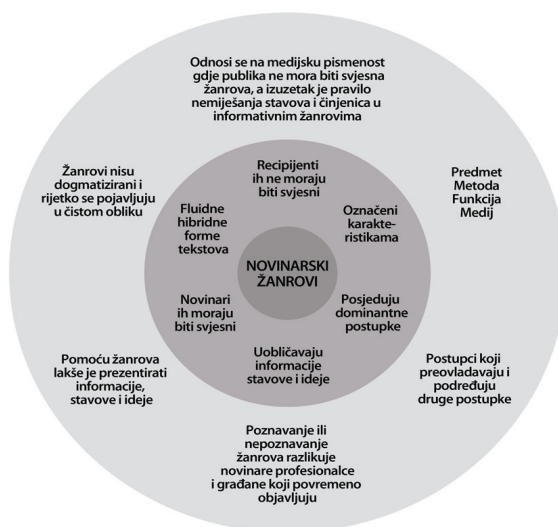 Odnosi se na medijsku pismenost
gdje publika ne mora biti svjesna
žanrova, a izuzetak je pravilo
nemiješanja stavova i činjenica u
informativnim žanrovima
Recipijenti
ih ne moraju
biti svjesni
Žanrovi nisu
dogmatizirani i
rijetko se pojavljuju
u čistom obliku
Fluidne
hibridne
forme
tekstova
Označeni
karakte-
ristikama
Predmet
Metoda
Funkcija
Medij
NOVINARSKI
ŽANROVI
Novinari
ih moraju
biti svjesni
Posjeduju
dominantne
postupke
Uobličavaju
informacije
stavove i ideje
Pomoću žanrova
lakše je prezentirati
informacije,
stavove i ideje
Postupci koji
preovladavaju i
podređuju
druge postupke
Poznavanje ili
nepoznavanje
žanrova razlikuje
novinare profesionalce
i građane koji povremeno
objavljuju